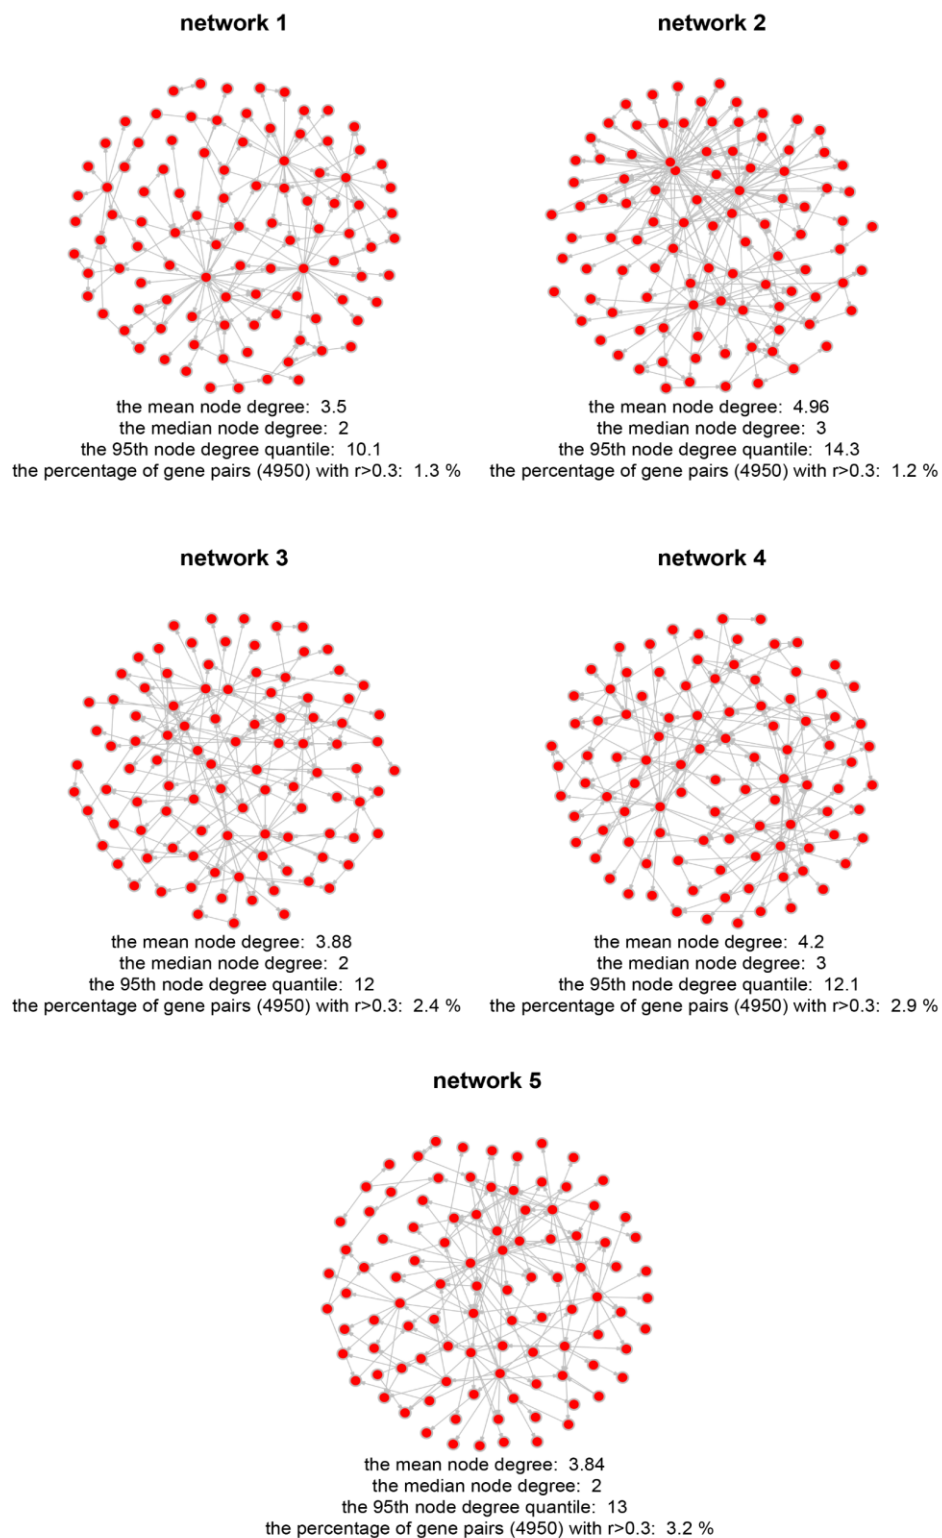 network 1
the mean node degree: 3.5
the median node degree: 2
the 95th node degree quantile: 10.1
the percentage of gene pairs (4950) with r>0.3: 1.3 %
network 2
the mean node degree: 4.96
the median node degree: 3
the 95th node degree quantile: 14.3
the percentage of gene pairs (4950) with r>0.3: 1.2 %
network 3
the mean node degree: 3.88
the median node degree: 2
the 95th node degree quantile: 12
the percentage of gene pairs (4950) with r>0.3: 2.4 %
network 4
the mean node degree: 4.2
the median node degree: 3
the 95th node degree quantile: 12.1
the percentage of gene pairs (4950) with r>0.3: 2.9 %
network 5
the mean node degree: 3.84
the median node degree: 2
the 95th node degree quantile: 13
the percentage of gene pairs (4950) with r>0.3: 3.2 %